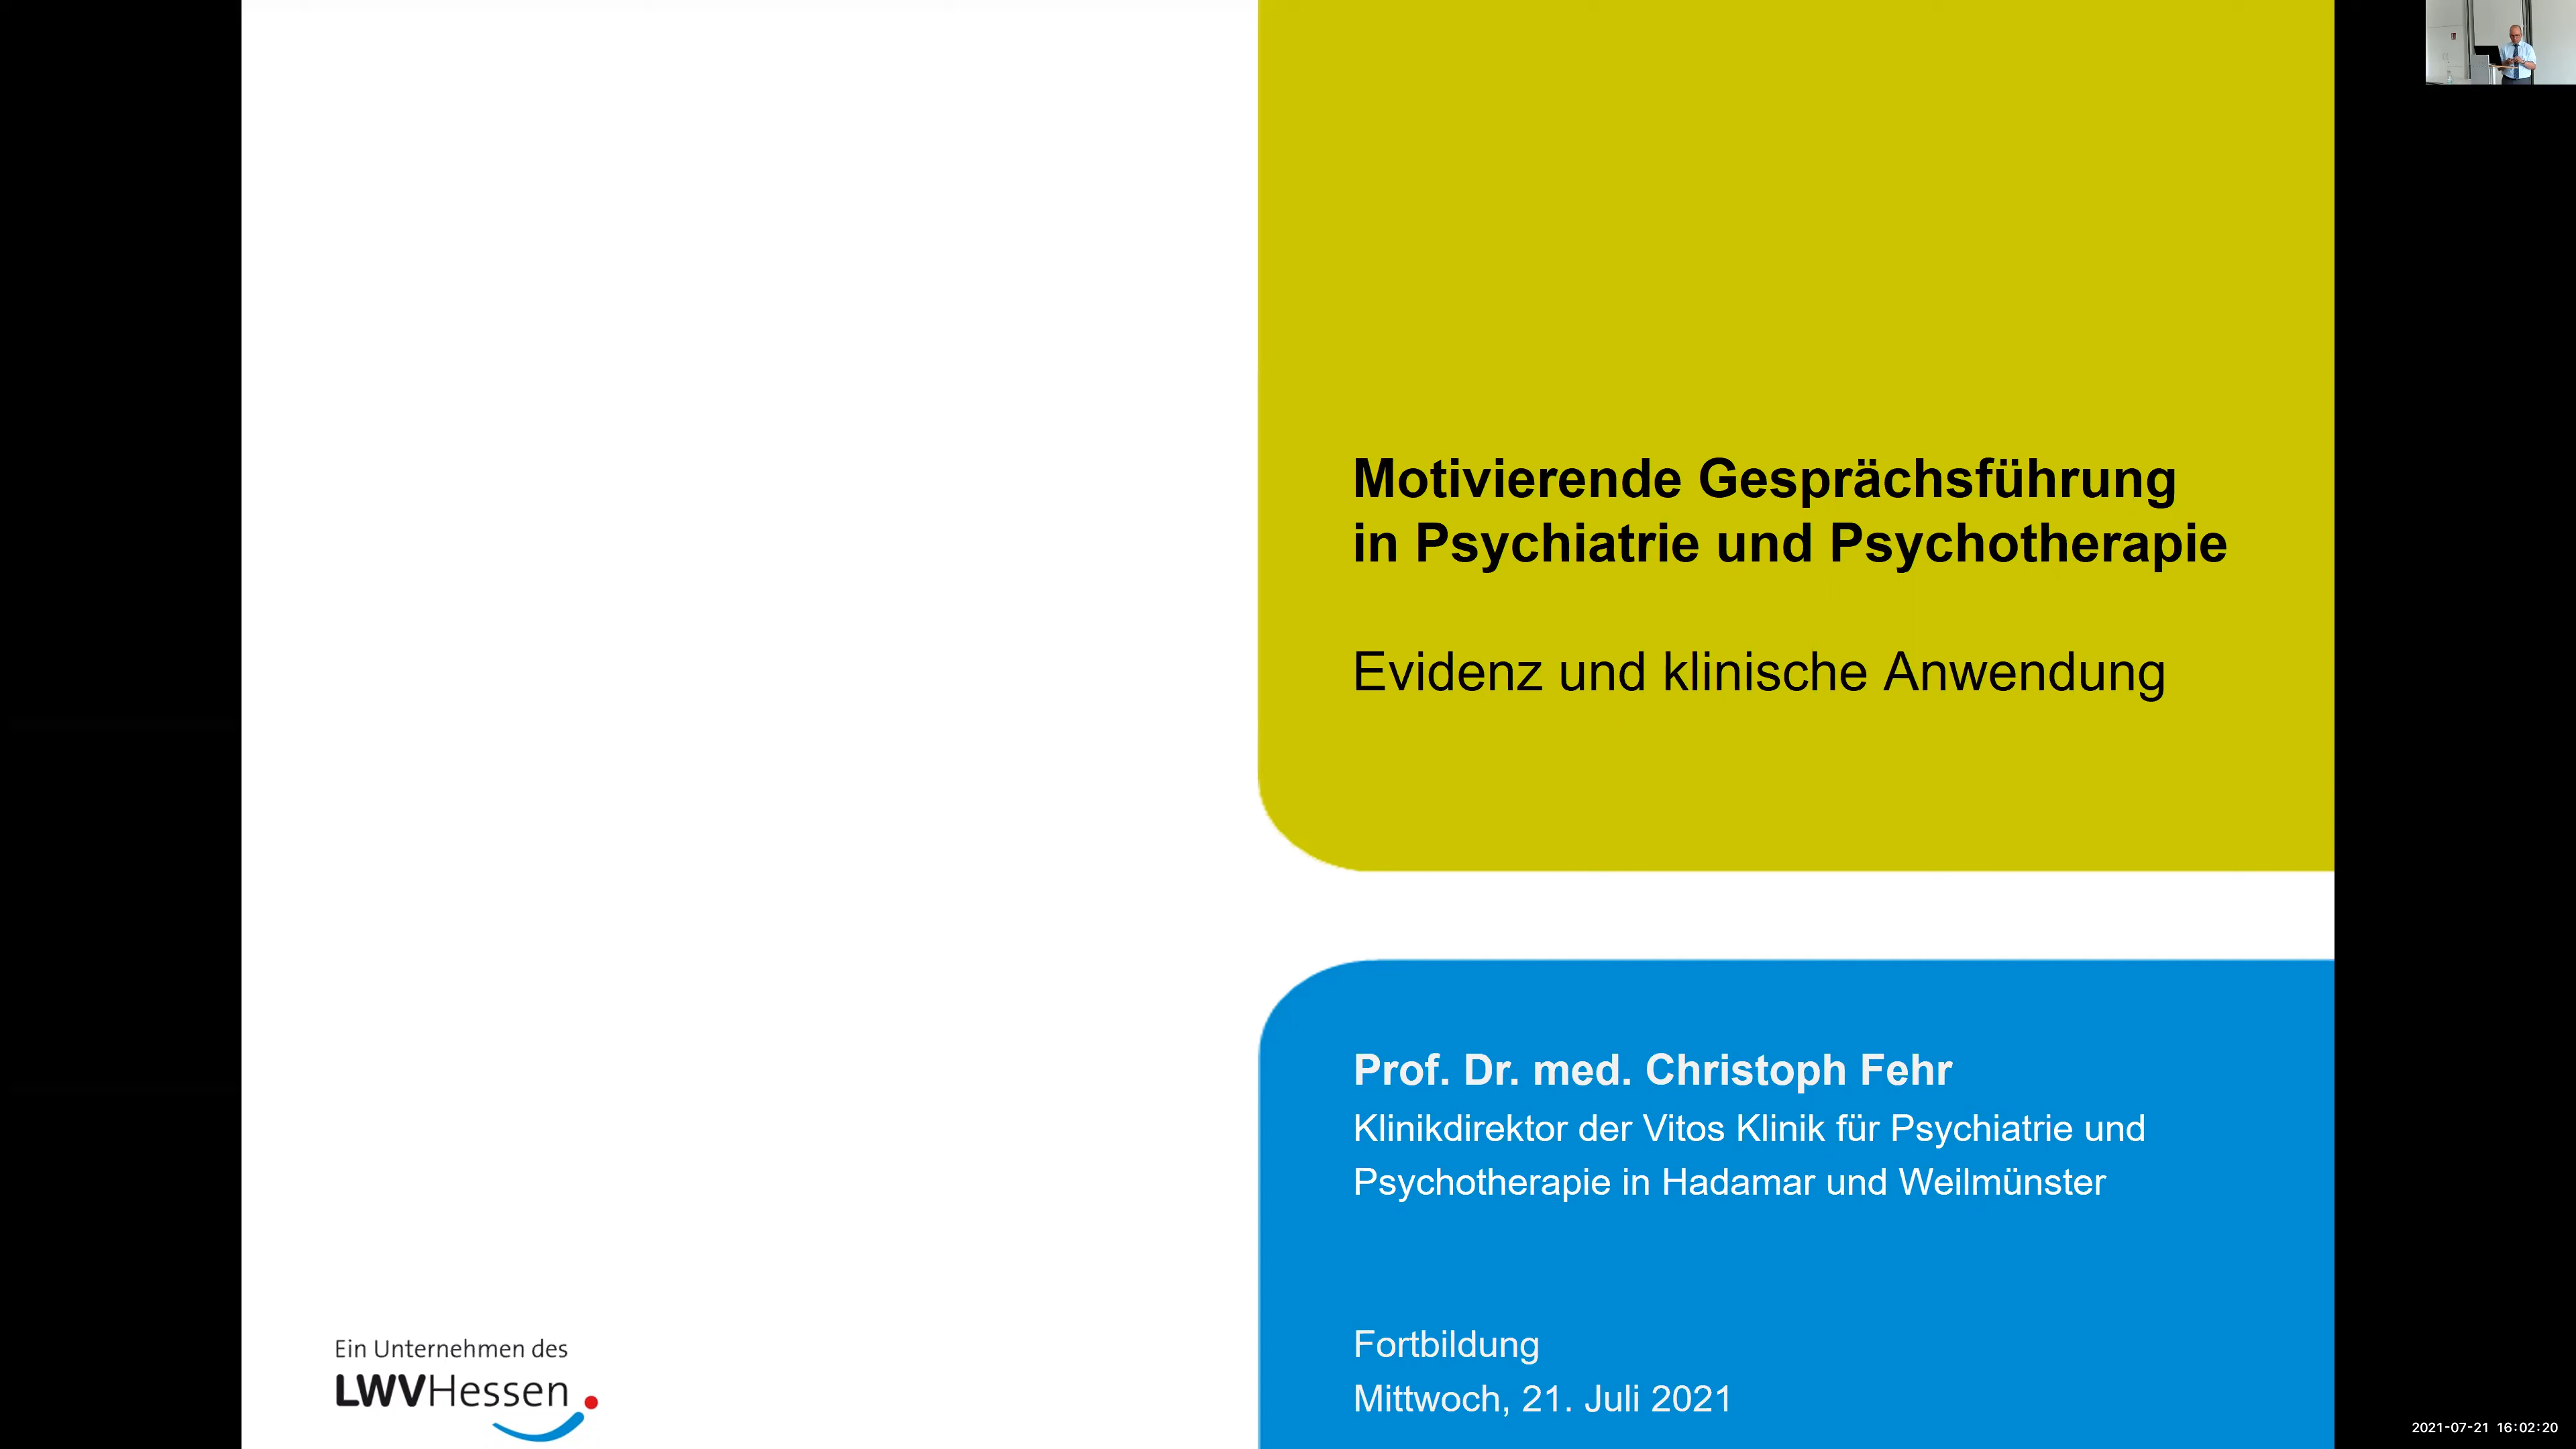 Motivierende Gesprächsführung
in Psychiatrie und Psychotherapie
Evidenz und klinische Anwendung
Prof. Dr. med. Christoph Fehr
Klinikdirektor der Vitos Klinik für Psychiatrie und
Psychotherapie in Hadamar und Weilmünster
Fortbildung
Mittwoch, 21. Juli 2021
Ein Unternehmen des
LWVHessen
2021-07-21 16:02:20